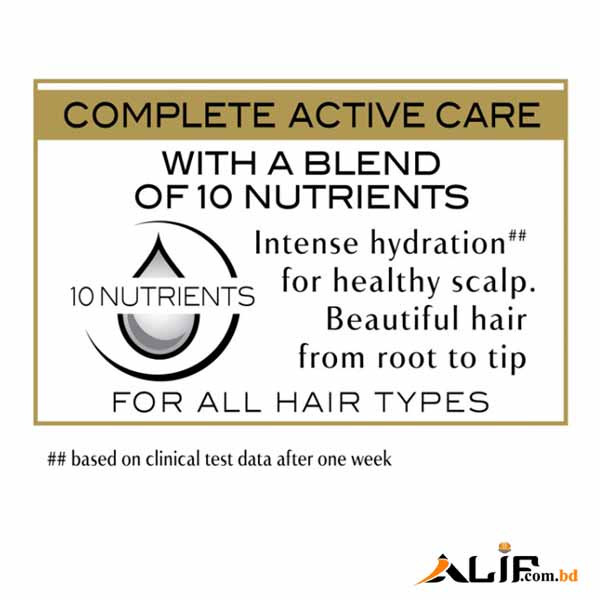 COMPLETE ACTIVE CARE
WITH A BLEND
OF 10 NUTRIENTS
Intense hydration##
for healthy scalp.
10 NUTRIENTS
Beautiful hair
from root to tip
FOR ALL HAIR TYPES
## based on clinical test data after one week
ALIF.com.bd